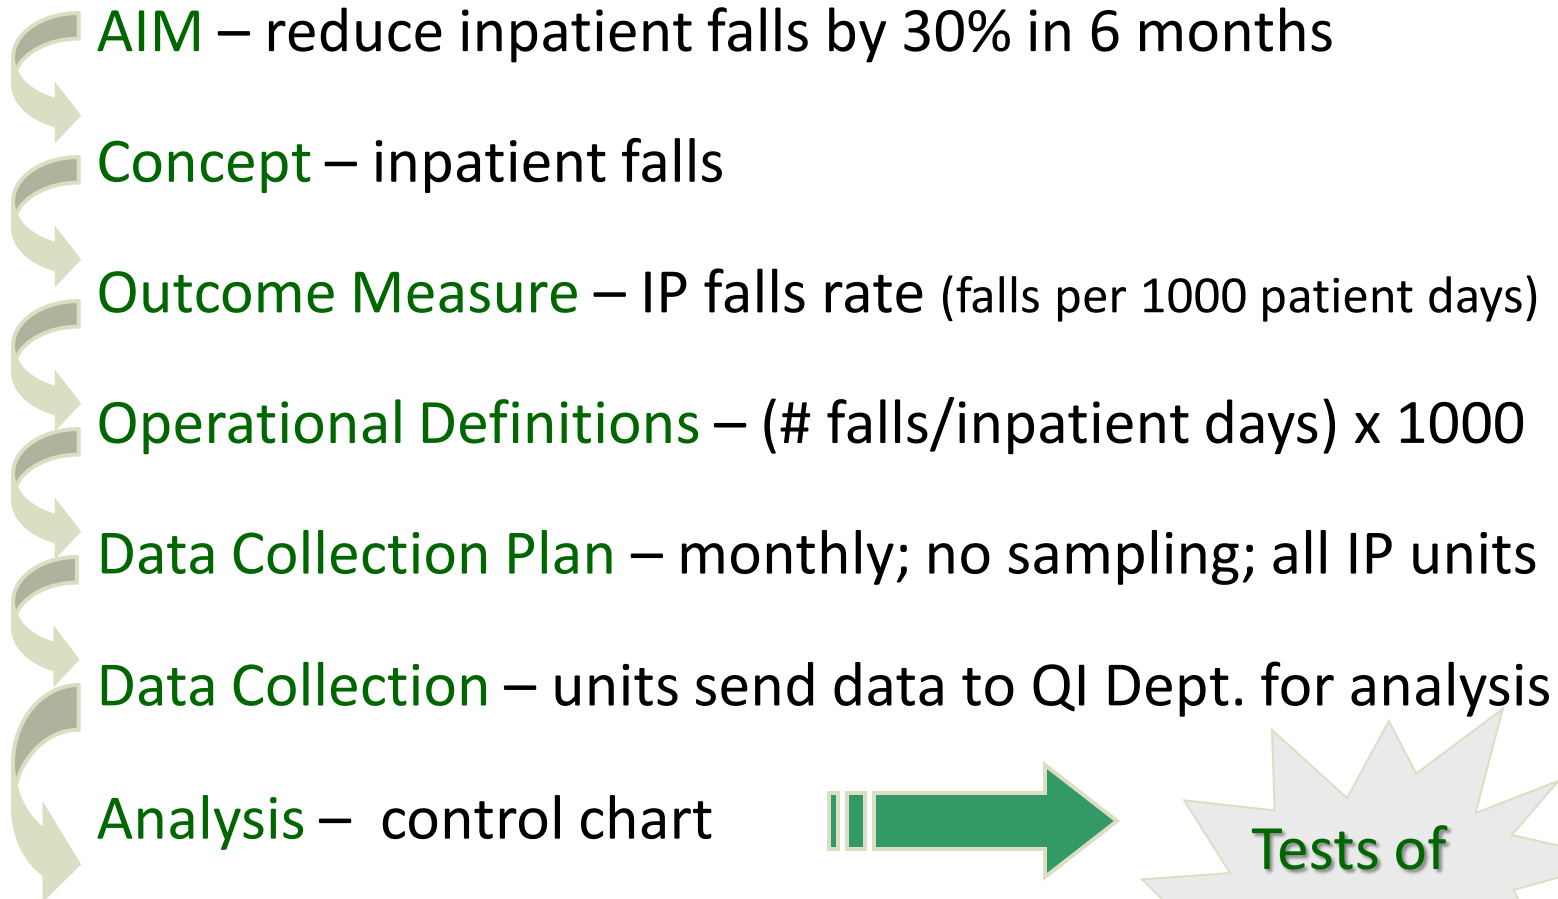 AIM – reduce inpatient falls by 30% in 6 months
Concept – inpatient falls
Outcome Measure – IP falls rate (falls per 1000 patient days)
Operational Definitions – (# falls/inpatient days) x 1000
Data Collection Plan – monthly; no sampling; all IP units
Data Collection – units send data to QI Dept. for analysis
Analysis – control chart
Tests of